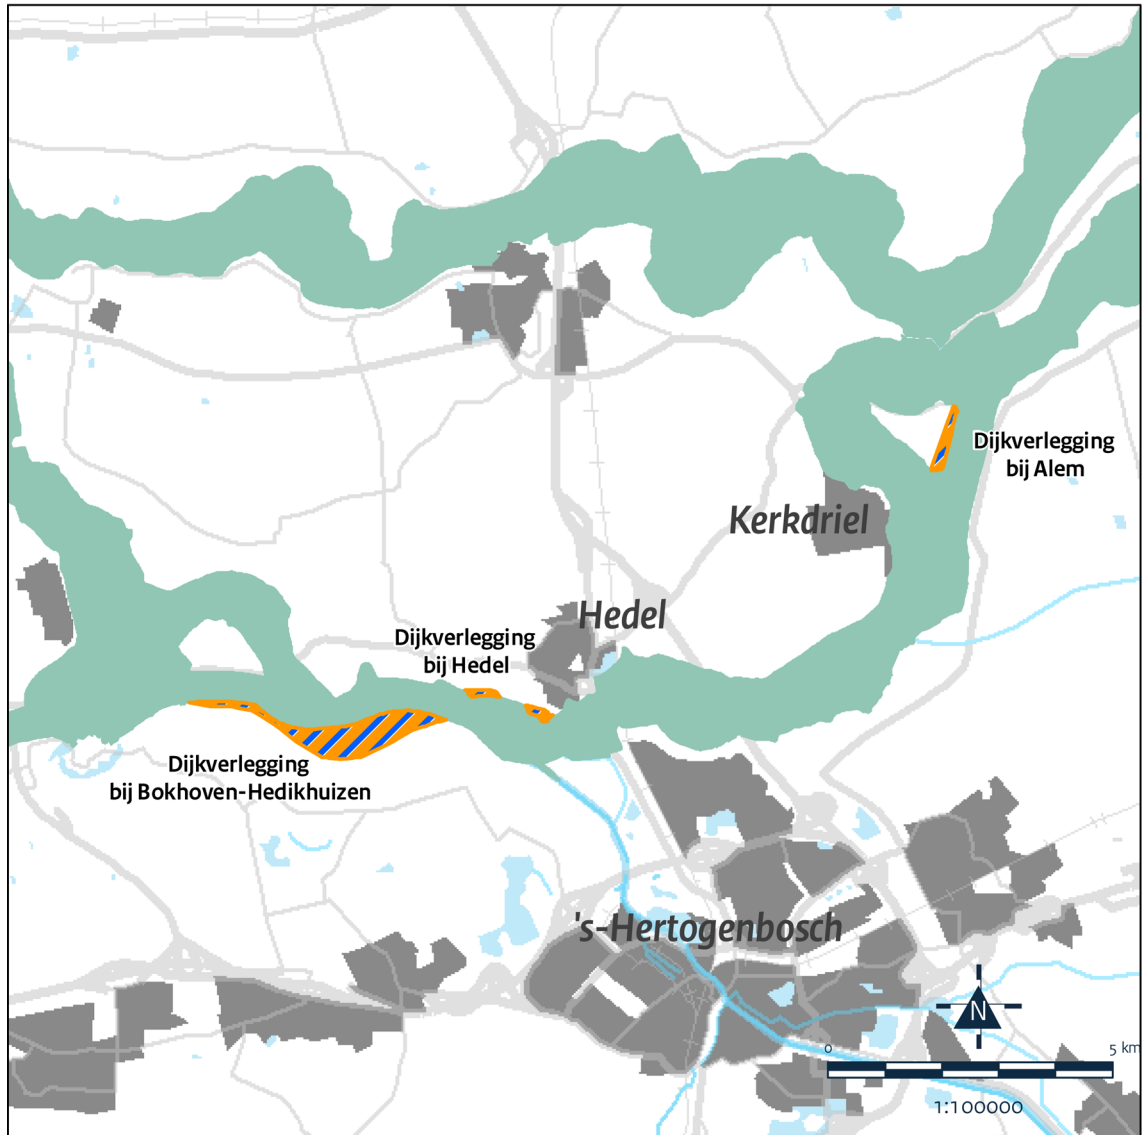 Dijkverlegging
bij Alem
Kerkdriel
Hedel
Dijkverlegging
bij Hedel
Dijkverlegging
bij Bokhoven-Hedikhuizen
's-Hertogenbosch
N
0
5 km
1:100000